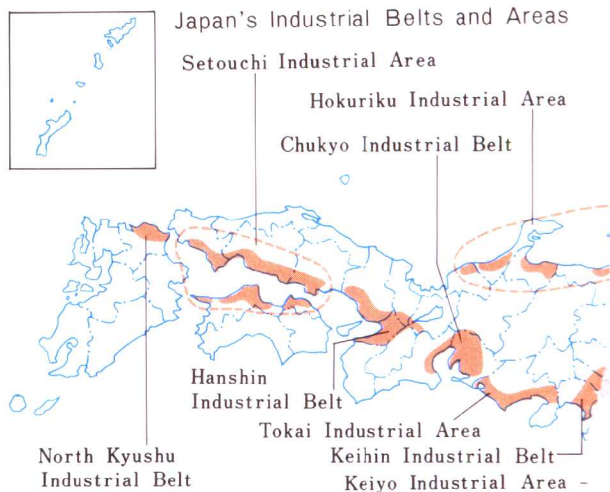 Japan's Industrial Belts and Areas
Setouchi Industrial Area
Hokuriku Industrial Area
Chukyo Industrial Belt
Hanshin
Industrial Belt
Tokai Industrial Area
North Kyushu
Industrial Belt
Keihin Industrial Belt
Keiyo Industrial Area